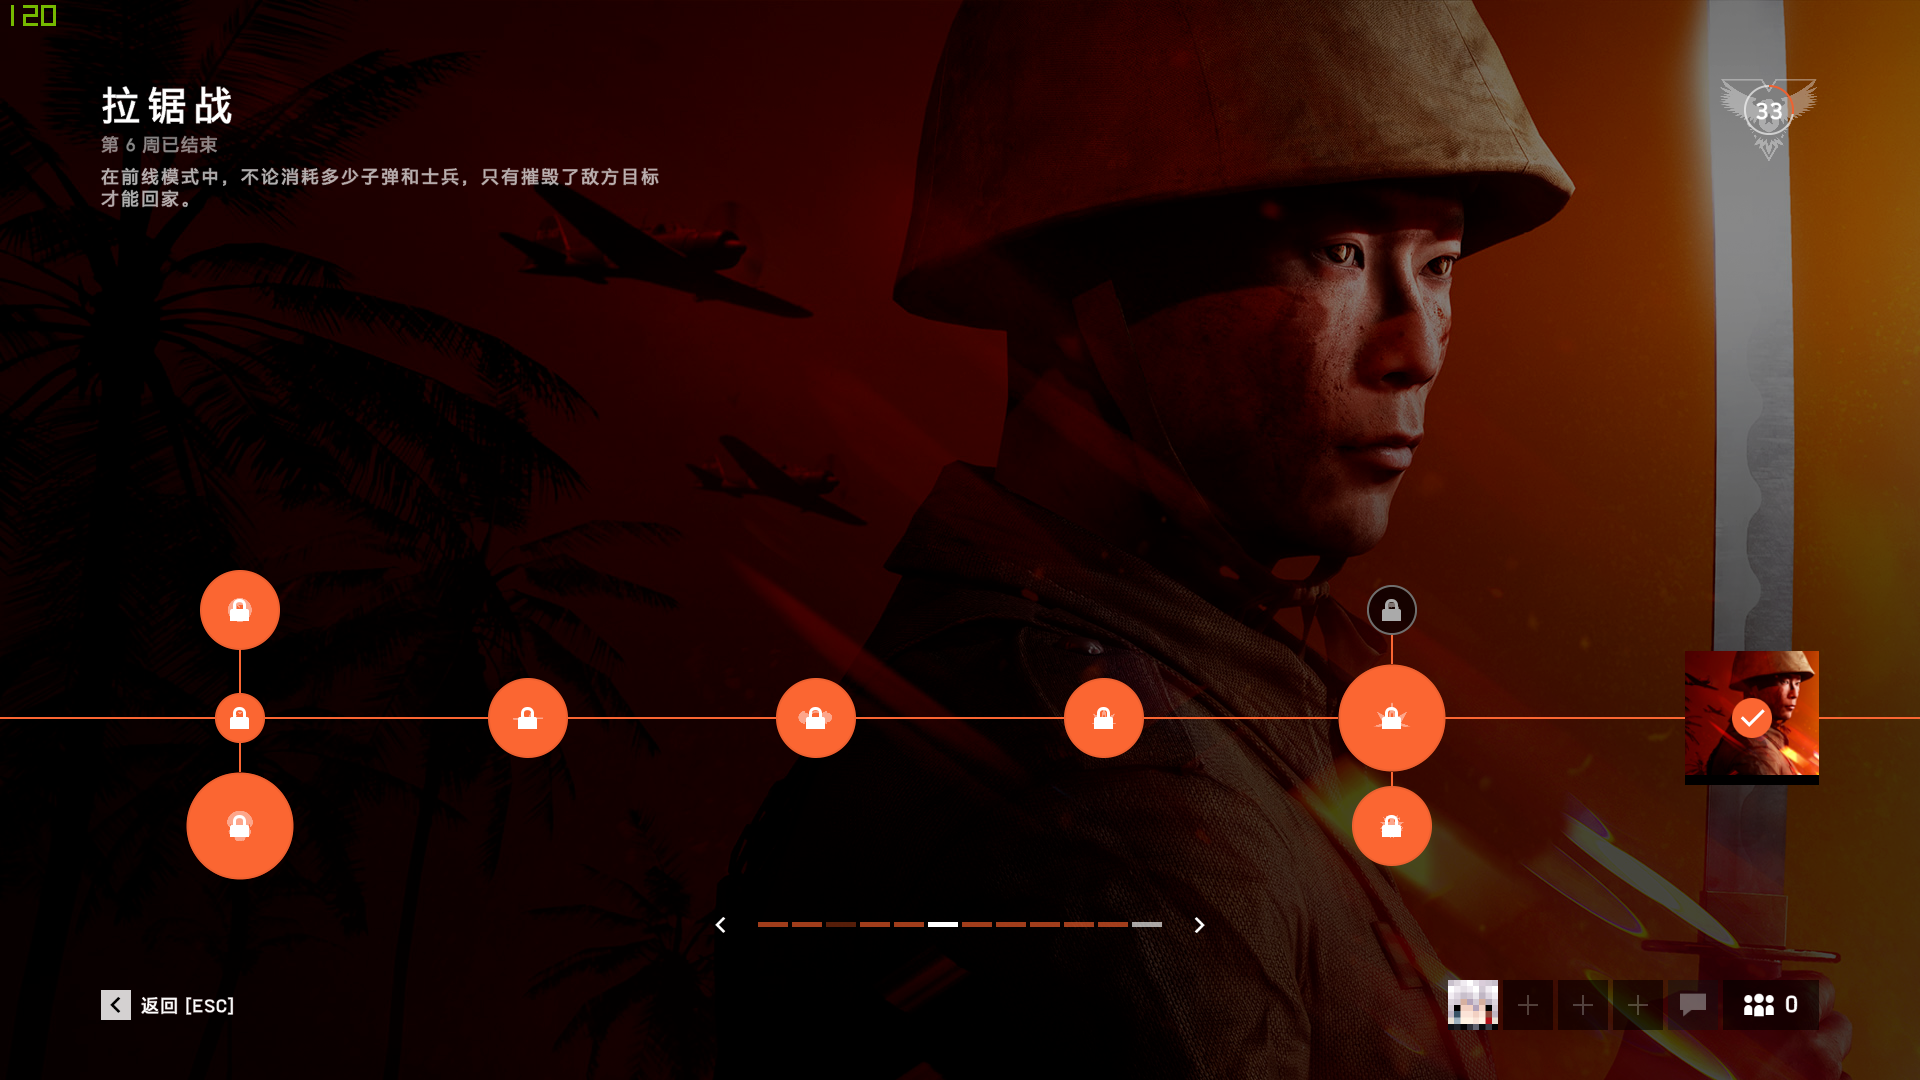 120
拉锯战
第 6 周已结束
在前线模式中，不论消耗多少子弹和士兵，只有摧毁了敌方目标
才能回家。
33
返回 [ESC]
0